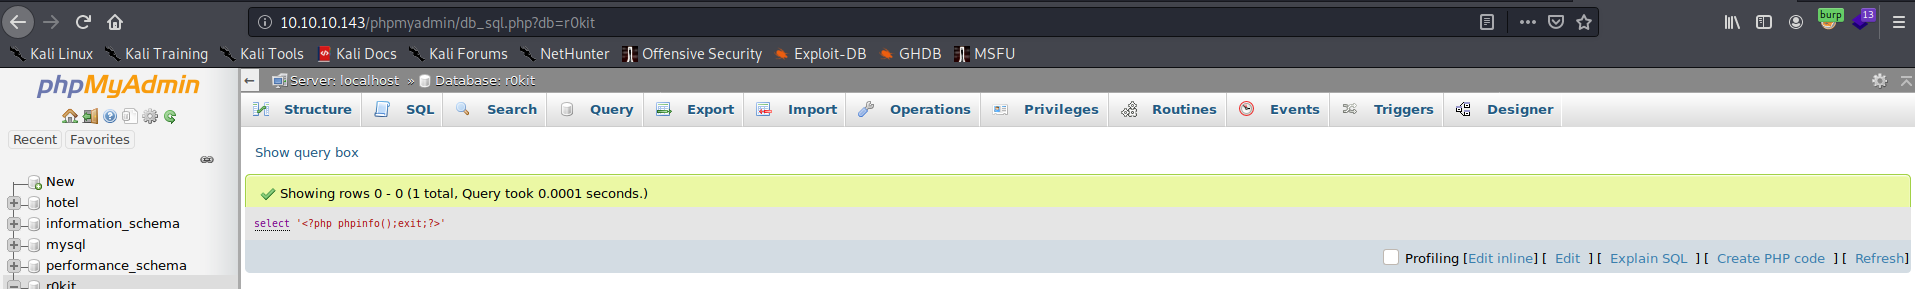 10.10.10.143/phpmyadmin/db_sql.php?db=r0kit
burp
13
Kali Linux Kali Training Kali Tools Kali Docs Kali Forums NetHunter Offensive Security Exploit-DB GHDB MSFU
phpMyAdmin
Recent Favorites
New
hotel
information_schema
mysql
performance_schema
r0kit
Server: localhost » Database: r0kit
Structure SQL Search Query Export Import Operations Privileges Routines Events Triggers Designer
Show query box
Showing rows 0 - 0 (1 total, Query took 0.0001 seconds.)
select '<?php phpinfo();exit;?>'
Profiling [Edit inline] [ Edit ] [ Explain SQL ] [ Create PHP code ] [ Refresh]